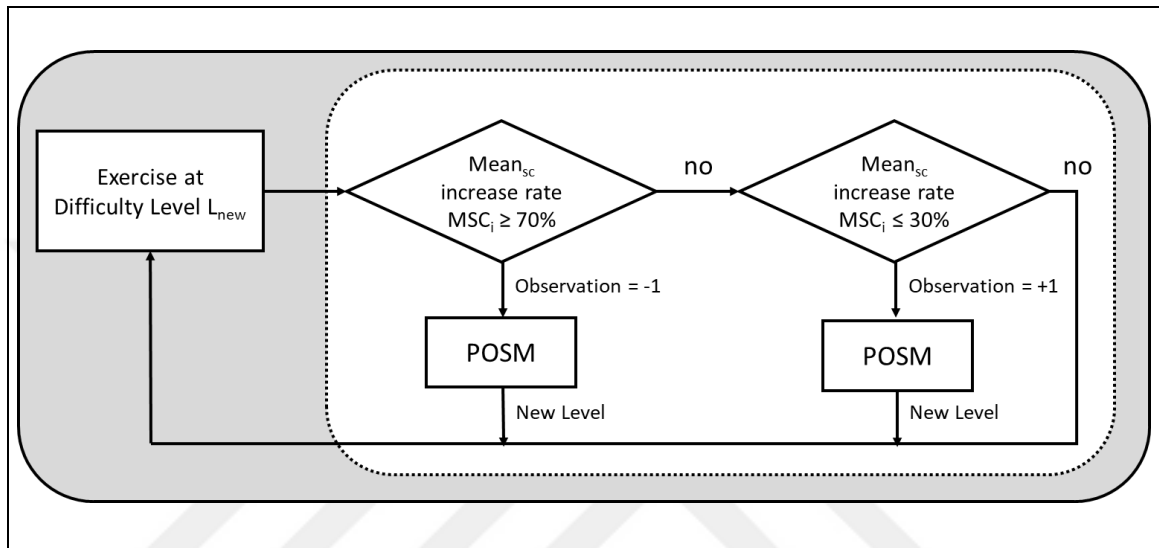 Exercise at
Difficulty Level Lnew
Meansc
increase rate
MSCi ≥ 70%
no
Meansc
increase rate
MSCi ≤ 30%
no
Observation = -1
Observation = +1
POSM
POSM
New Level
New Level